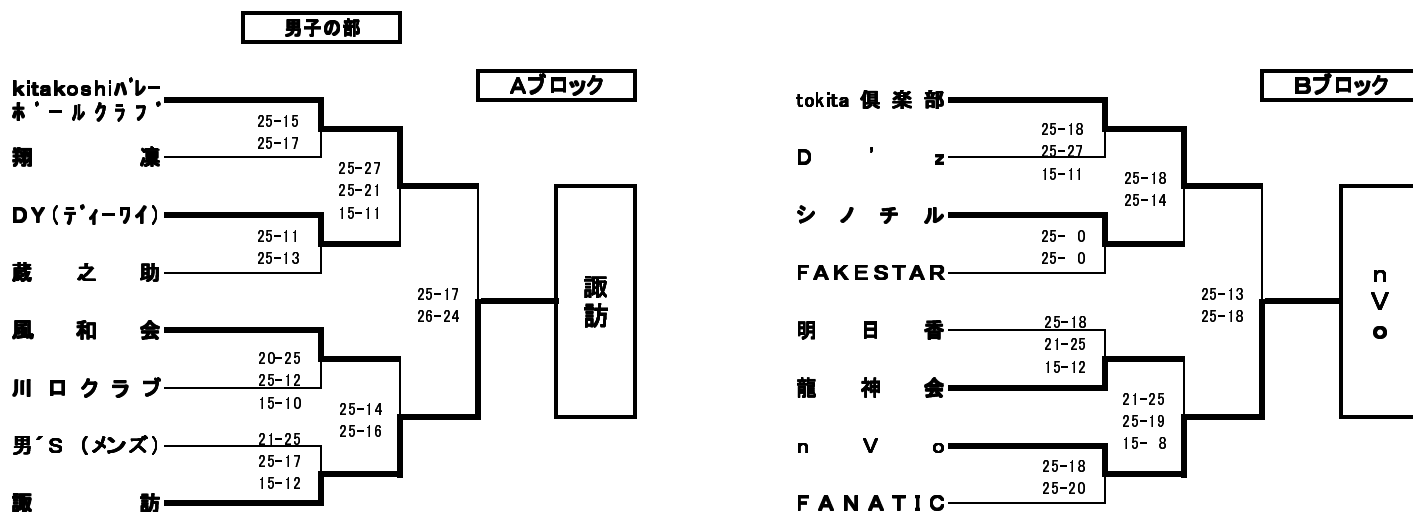 男子の部
Aブロック
kitakoshiバレー
ボールクラブ
25-15
25-17
翔凜
25-27
25-21
15-11
DY(ディーワイ)
25-11
25-13
蔵之助
25-17
26-24
諏訪
風和会
20-25
25-12
15-10
川口クラブ
25-14
25-16
男´S (メンズ)
21-25
25-17
15-12
諏訪
Bブロック
tokita 倶楽部
25-18
25-27
15-11
D'z
25-18
25-14
シノチル
25- 0
25- 0
FAKESTAR
25-13
25-18
nVo
明日香
25-18
21-25
15-12
龍神会
21-25
25-19
15- 8
nVo
25-18
25-20
FANATIC